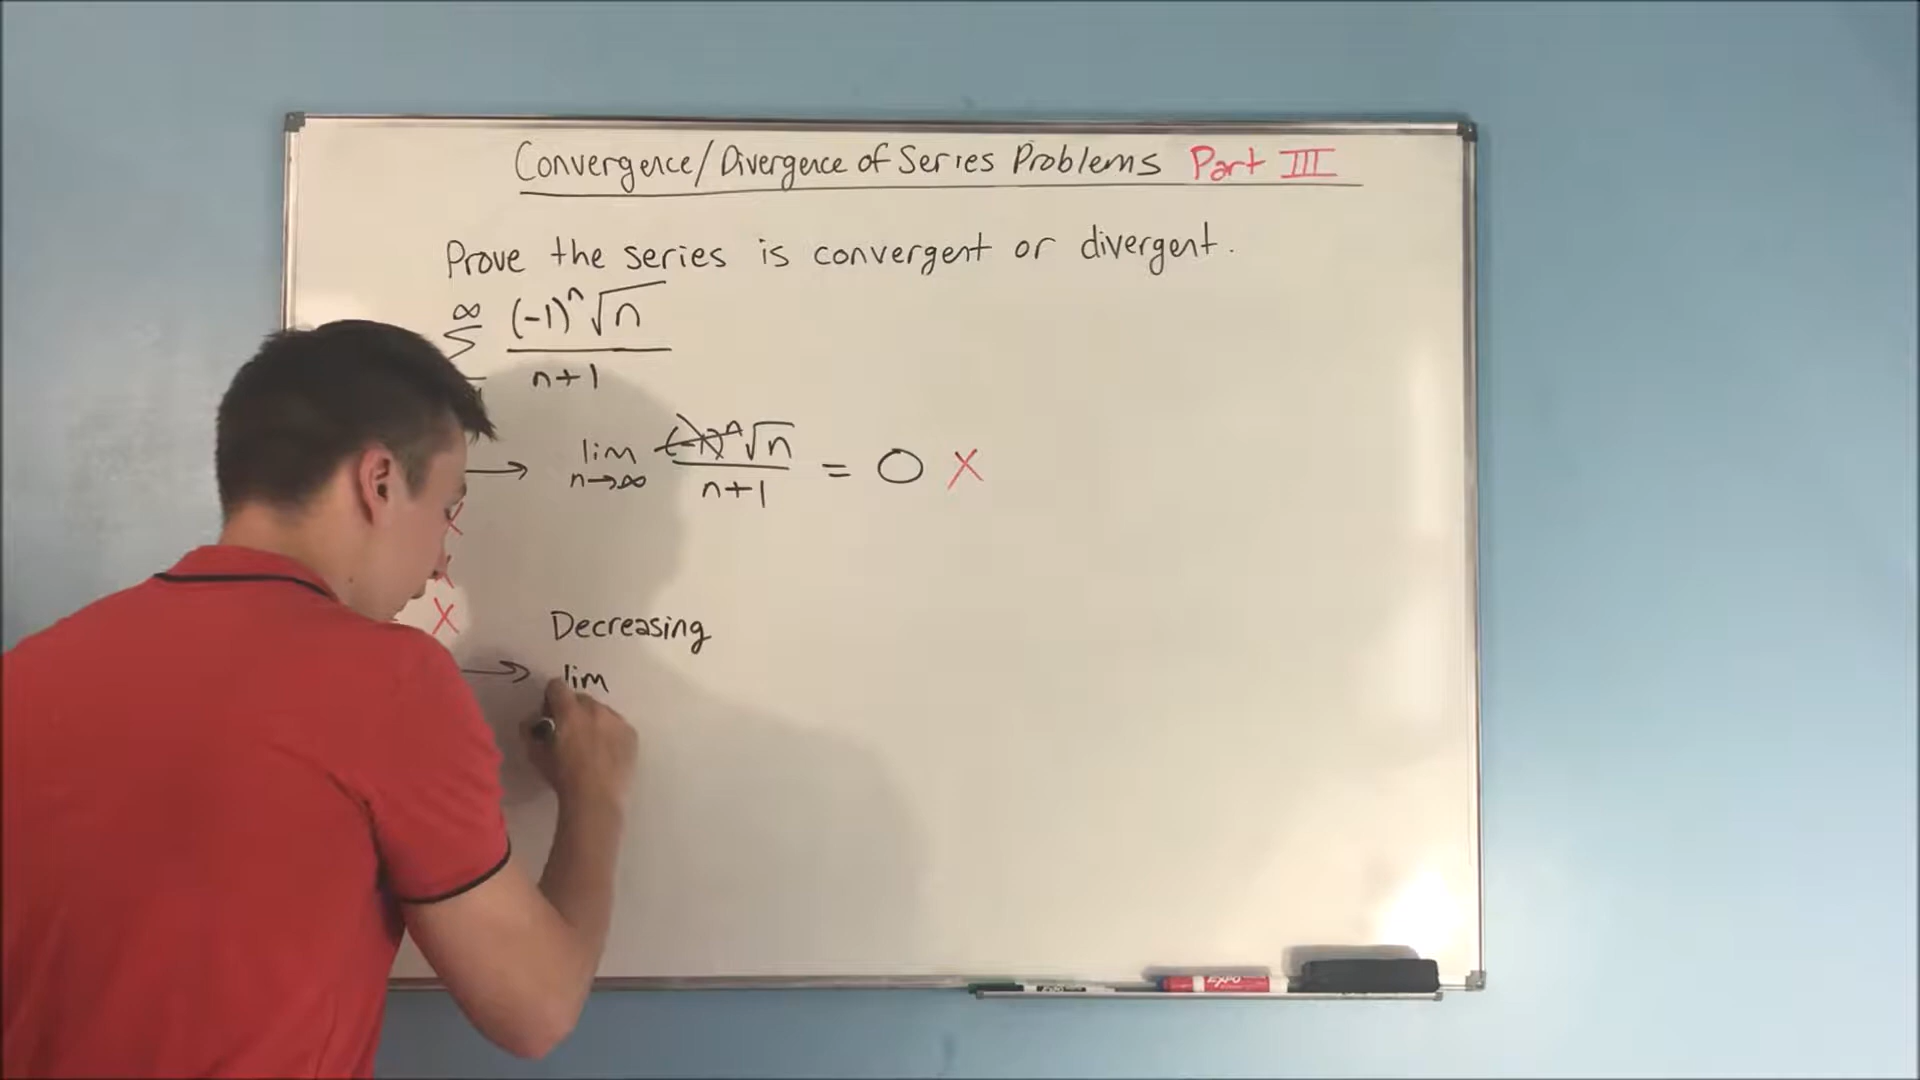 Convergence/Divergence of Series Problems Part III
Prove the series is convergent or divergent.
∞
Σ (-1)ⁿ√n
n+1
→ lim (-1)ⁿ√n = 0 X
n→∞ n+1
X
X
X
Decreasing
→ lim
EXPO